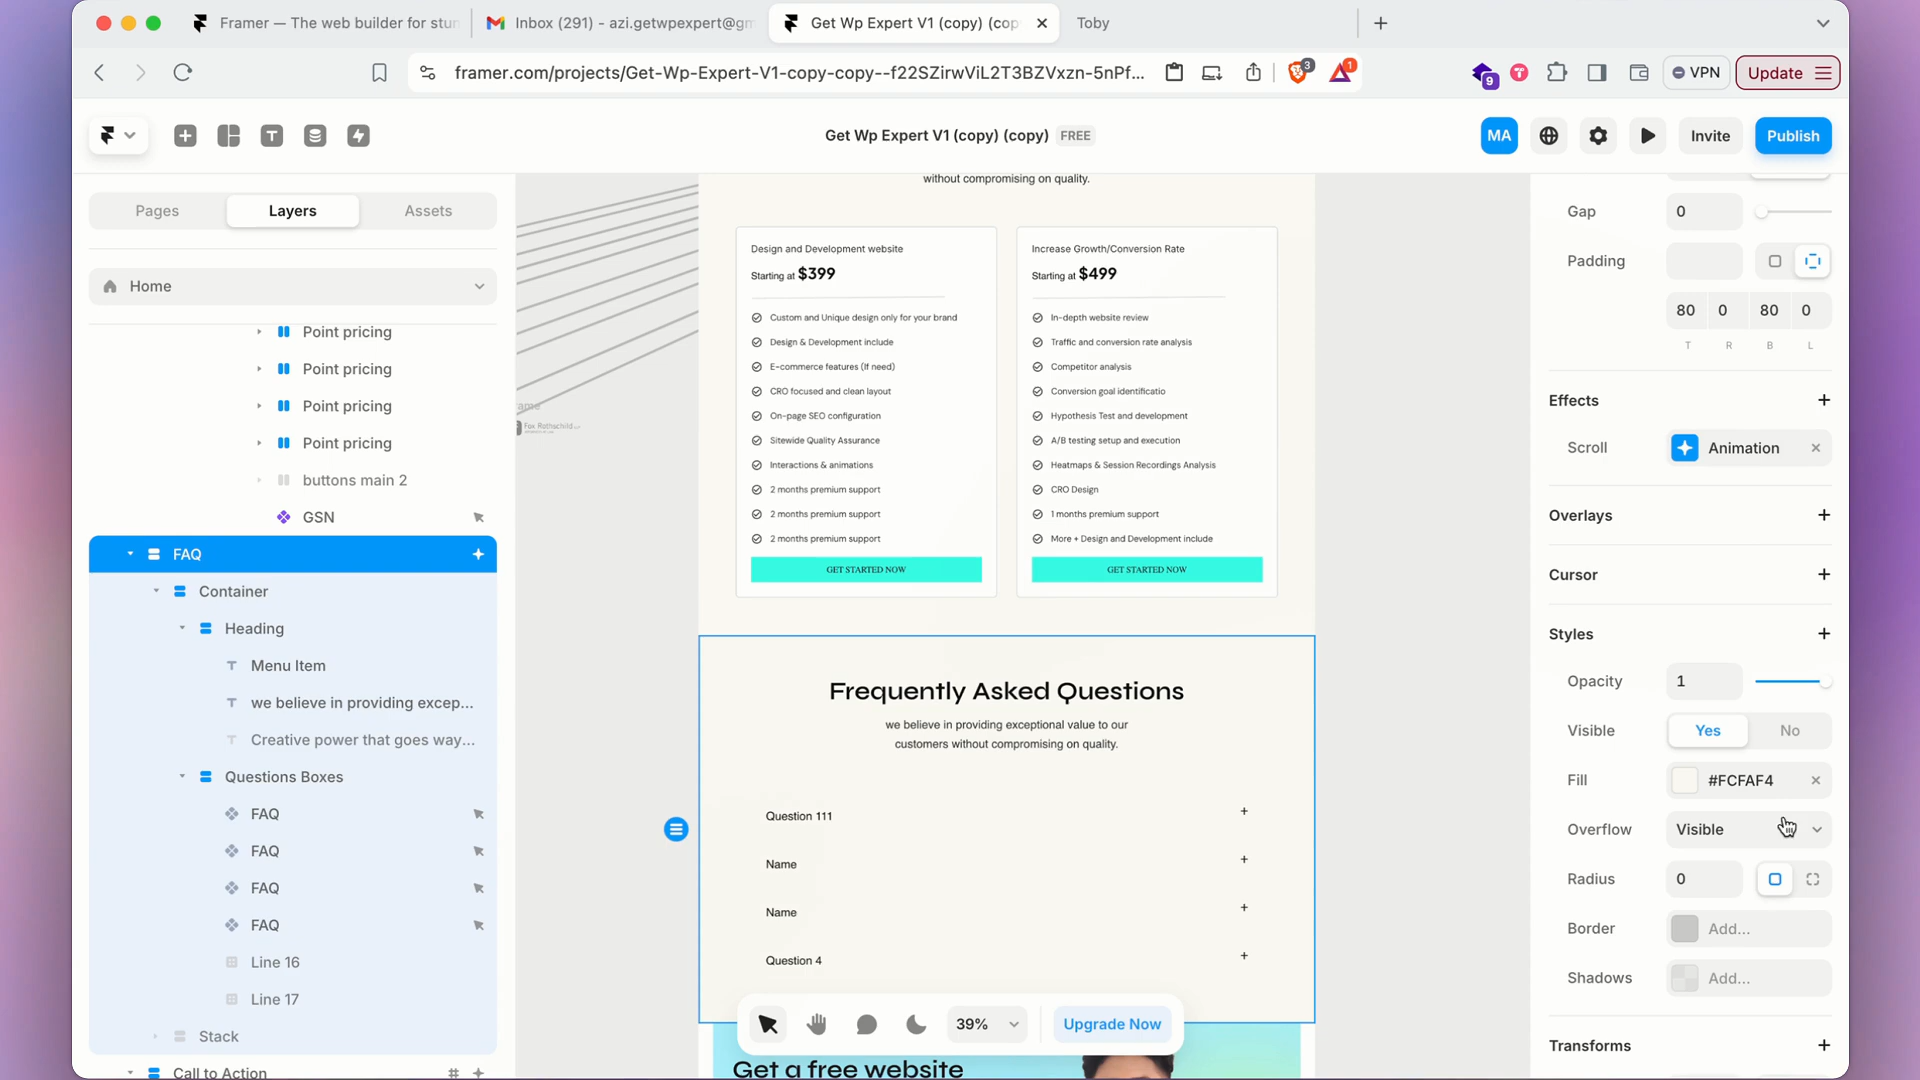 Framer — The web builder for stun
Inbox (291) - azi.getwpexpert@gm
Get Wp Expert V1 (copy) (cop
Toby
framer.com/projects/Get-Wp-Expert-V1-copy-copy--f22SZirwViL2T3BZVxzn-5nPf...
3
1
9
VPN
Update
Get Wp Expert V1 (copy) (copy) FREE
MA
Invite
Publish
Pages
Layers
Assets
Home
Point pricing
Point pricing
Point pricing
Point pricing
buttons main 2
GSN
FAQ
Container
Heading
Menu Item
we believe in providing excep...
Creative power that goes way...
Questions Boxes
FAQ
FAQ
FAQ
FAQ
Line 16
Line 17
Stack
Call to Action
ame
Fox Rothschild
without compromising on quality.
Design and Development website
Starting at $399
Custom and Unique design only for your brand
Design & Development include
E-commerce features (If need)
CRO focused and clean layout
On-page SEO configuration
Sitewide Quality Assurance
Interactions & animations
2 months premium support
2 months premium support
2 months premium support
GET STARTED NOW
Increase Growth/Conversion Rate
Starting at $499
In-depth website review
Traffic and conversion rate analysis
Competitor analysis
Conversion goal identificatio
Hypothesis Test and development
A/B testing setup and execution
Heatmaps & Session Recordings Analysis
CRO Design
1 months premium support
More + Design and Development include
GET STARTED NOW
Frequently Asked Questions
we believe in providing exceptional value to our
customers without compromising on quality.
Question 111 +
Name +
Name +
Question 4 +
39%
Upgrade Now
Get a free website
Gap 0
Padding
80 0 80 0
T R B L
Effects
Scroll Animation
Overlays
Cursor
Styles
Opacity 1
Visible Yes No
Fill #FCFAF4
Overflow Visible
Radius 0
Border Add...
Shadows Add...
Transforms